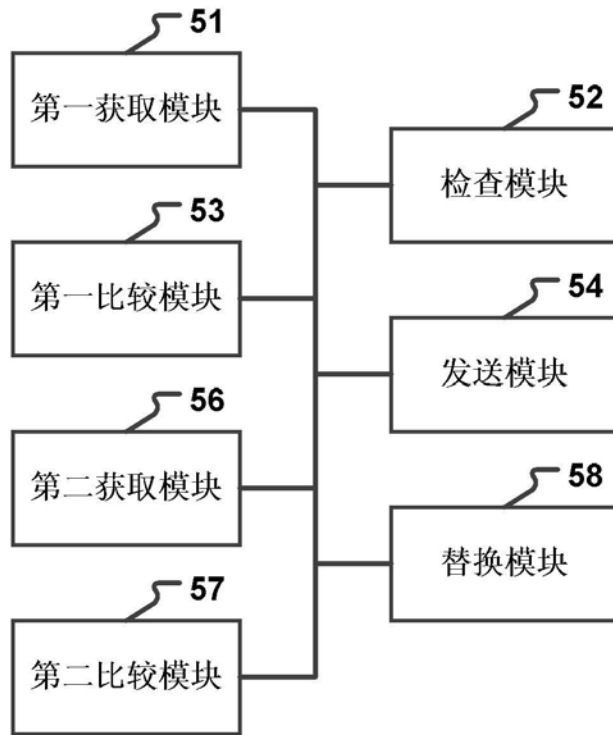 51
第一获取模块
52
检查模块
53
第一比较模块
54
发送模块
56
第二获取模块
58
替换模块
57
第二比较模块